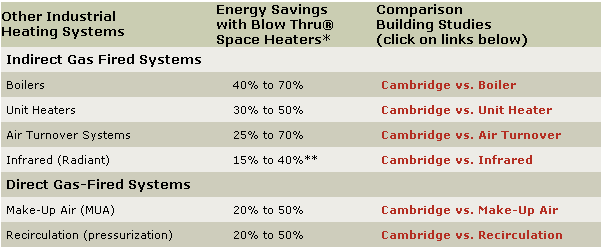 Other Industrial Heating Systems
Energy Savings with Blow Thru® Space Heaters*
Comparison Building Studies (click on links below)
Indirect Gas Fired Systems
Boilers 40% to 70% Cambridge vs. Boiler
Unit Heaters 30% to 50% Cambridge vs. Unit Heater
Air Turnover Systems 25% to 70% Cambridge vs. Air Turnover
Infrared (Radiant) 15% to 40%** Cambridge vs. Infrared
Direct Gas-Fired Systems
Make-Up Air (MUA) 20% to 50% Cambridge vs. Make-Up Air
Recirculation (pressurization) 20% to 50% Cambridge vs. Recirculation